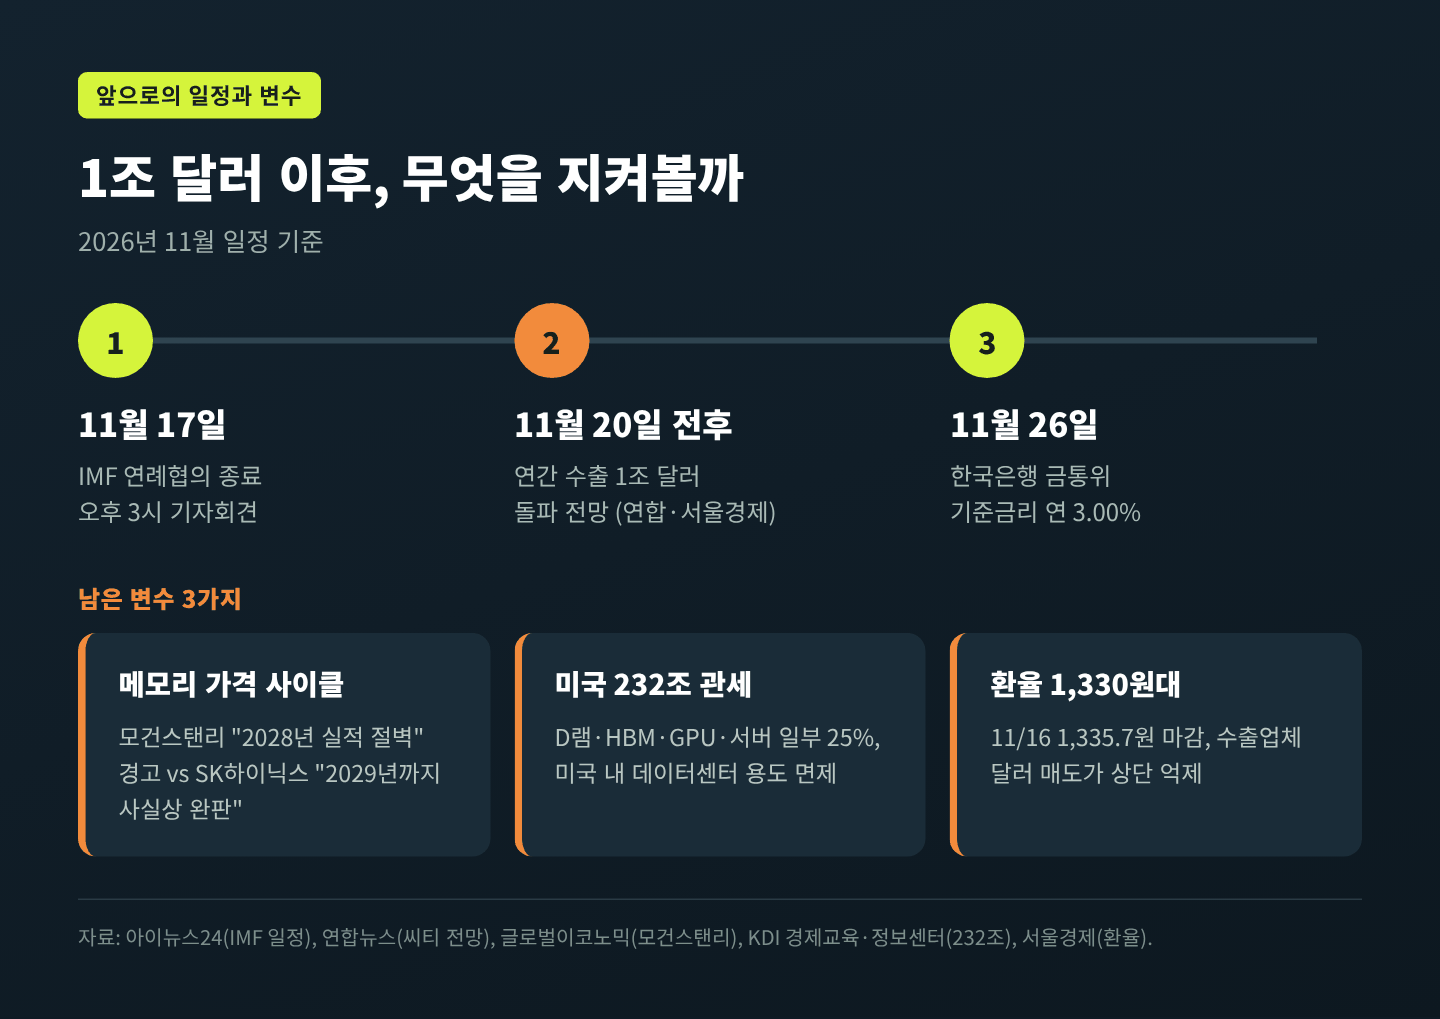 앞으로의 일정과 변수
1조 달러 이후, 무엇을 지켜볼까
2026년 11월 일정 기준
1
2
3
11월 17일
IMF 연례협의 종료
오후 3시 기자회견
11월 20일 전후
연간 수출 1조 달러
돌파 전망 (연합·서울경제)
11월 26일
한국은행 금통위
기준금리 연 3.00%
남은 변수 3가지
메모리 가격 사이클
모건스탠리 "2028년 실적 절벽"
경고 vs SK하이닉스 "2029년까지
사실상 완판"
미국 232조 관세
D램·HBM·GPU·서버 일부 25%,
미국 내 데이터센터 용도 면제
환율 1,330원대
11/16 1,335.7원 마감, 수출업체
달러 매도가 상단 억제
자료: 아이뉴스24(IMF 일정), 연합뉴스(씨티 전망), 글로벌이코노믹(모건스탠리), KDI 경제교육·정보센터(232조), 서울경제(환율).